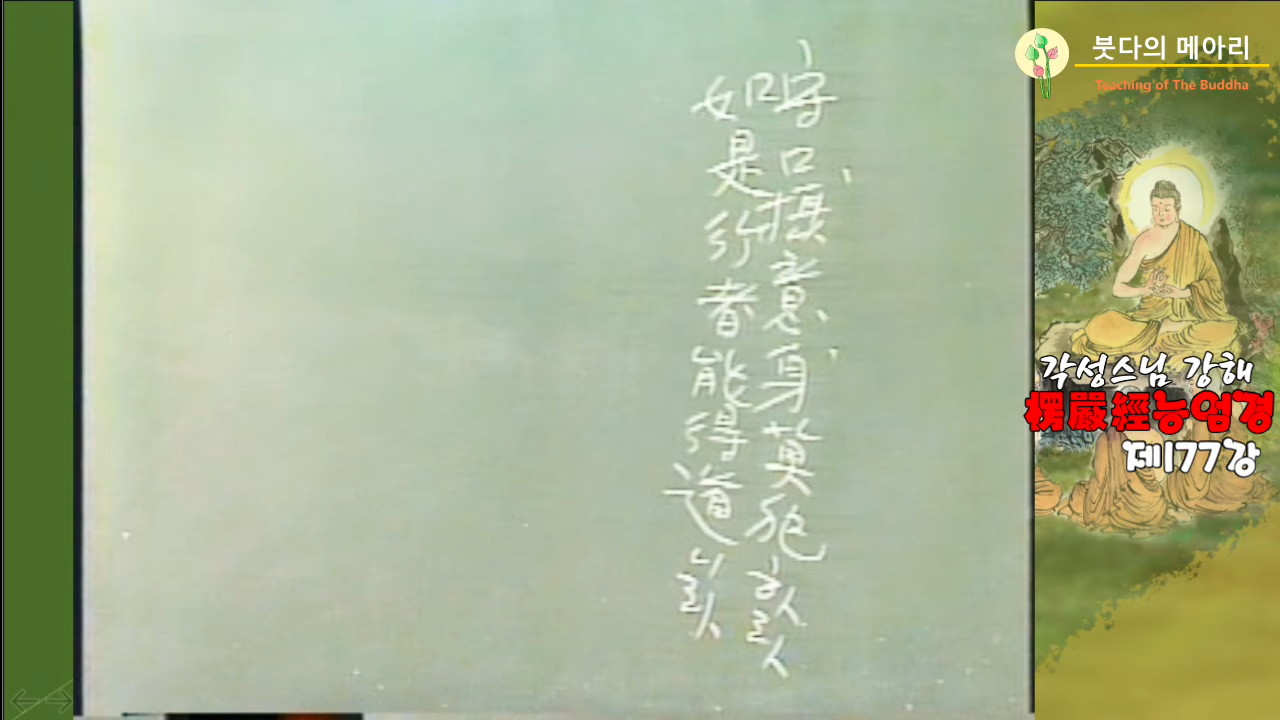 守口攝意身莫犯
如是行者能得道
붓다의 메아리
Teaching of The Buddha
각성스님 강해
楞嚴經능엄경
제177강